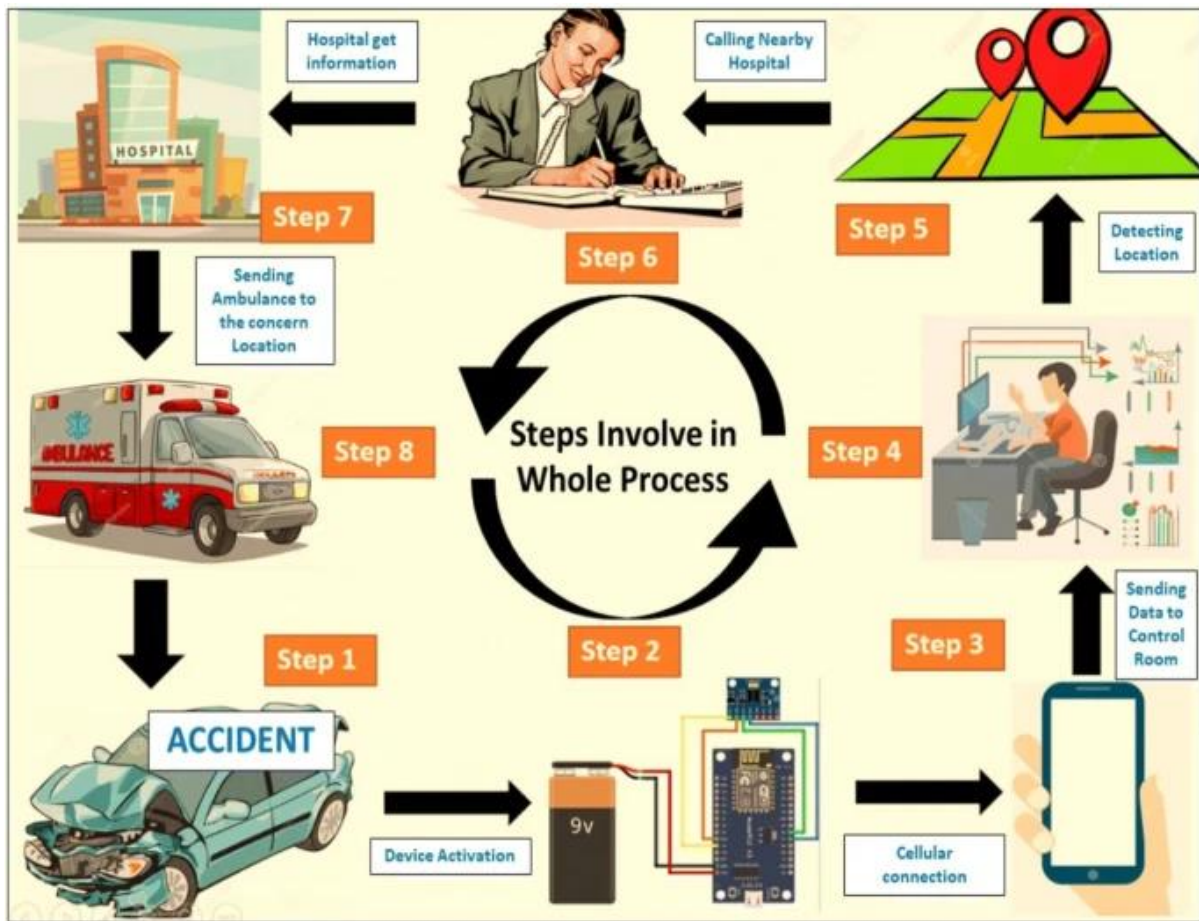 Hospital get
information
Calling Nearby
Hospital
HOSPITAL
Step 7
Step 6
Step 5
Detecting
Location
Sending
Ambulance to
the concern
Location
AMBULANCE
Step 8
Steps Involve in
Whole Process
Step 4
Step 1
Step 2
Step 3
Sending
Data to
Control
Room
ACCIDENT
9v
Device Activation
Cellular
connection